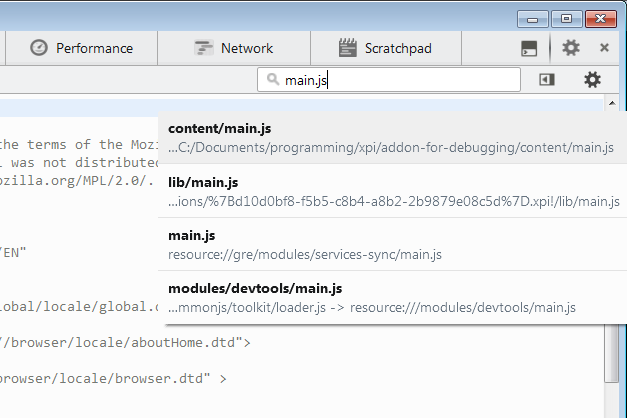 Performance Network Scratchpad
main.js
content/main.js
the terms of the Mozi
...C:/Documents/programming/xpi/addon-for-debugging/content/main.js
l was not distributed
lib/main.js
ozilla.org/MPL/2.0/.
...ions/%7Bd10d0bf8-f5b5-c8b4-a8b2-2b9879e08c5d%7D.xpi!/lib/main.js
main.js
/EN"
resource://gre/modules/services-sync/main.js
modules/devtools/main.js
lobal/locale/global.d
...mmonjs/toolkit/loader.js -> resource:///modules/devtools/main.js
//browser/locale/aboutHome.dtd">
browser/locale/browser.dtd" >